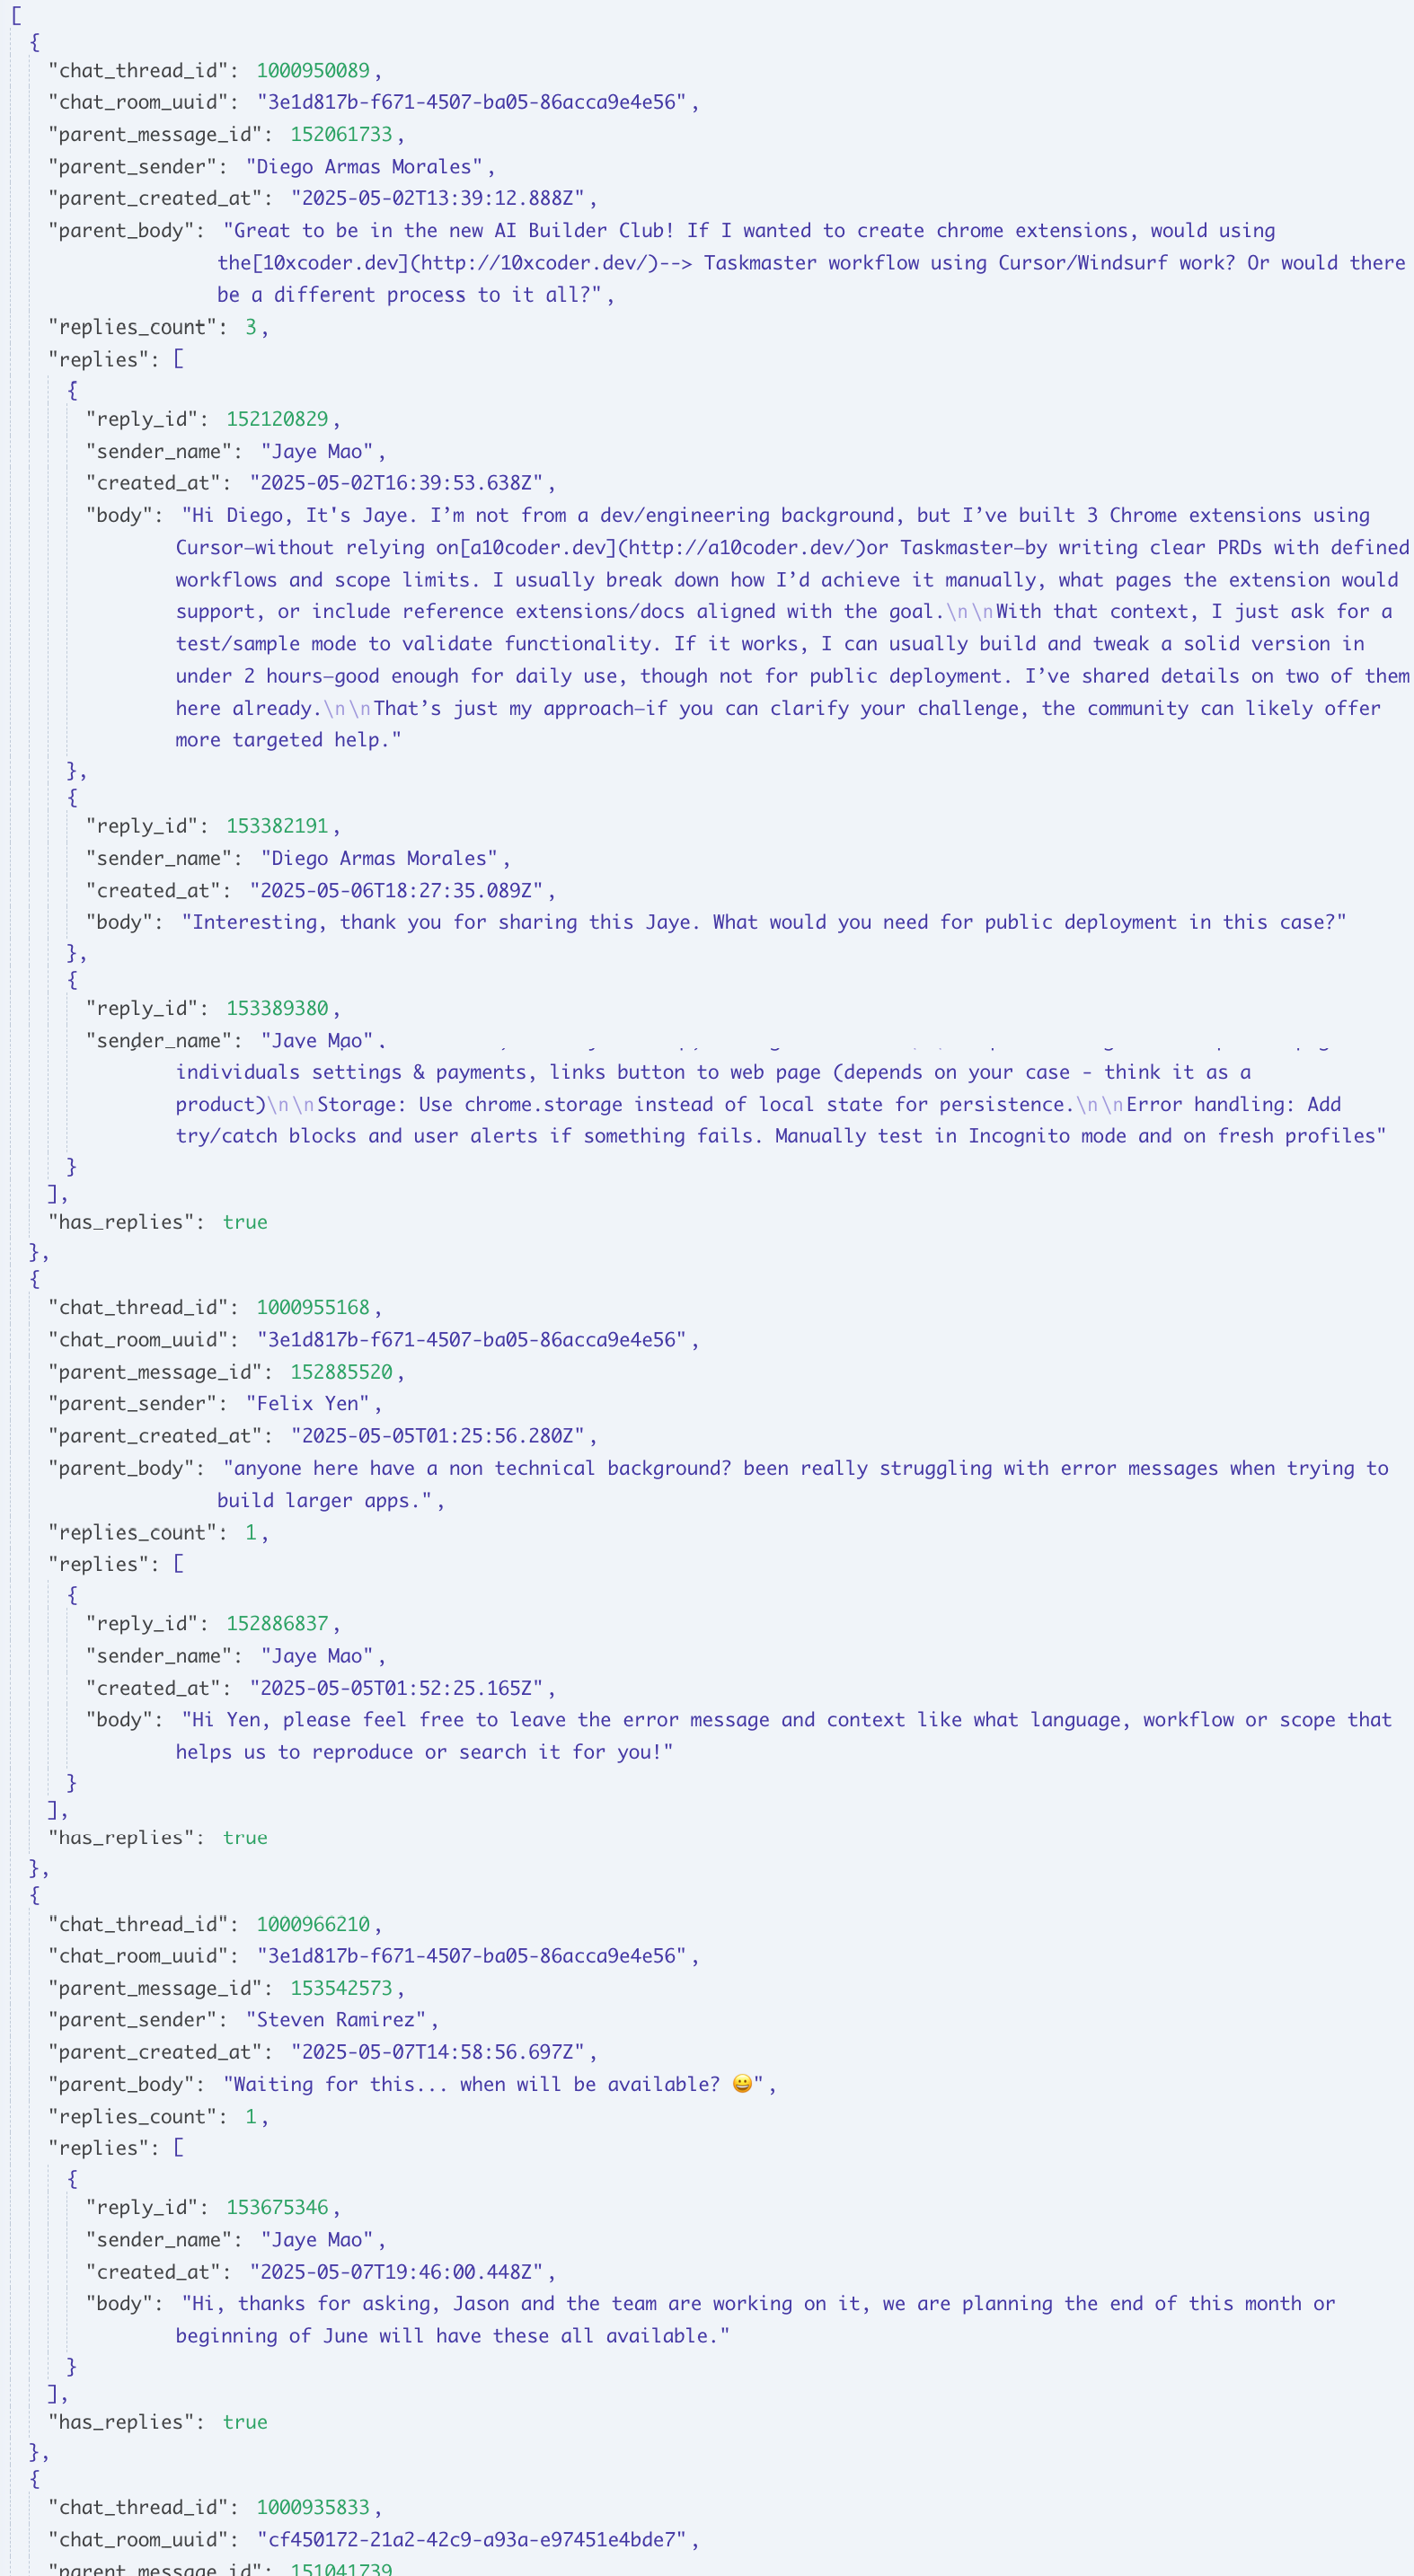 [
{
"chat_thread_id": 1000950089,
"chat_room_uuid": "3e1d817b-f671-4507-ba05-86acca9e4e56",
"parent_message_id": 152061733,
"parent_sender": "Diego Armas Morales",
"parent_created_at": "2025-05-02T13:39:12.888Z",
"parent_body": "Great to be in the new AI Builder Club! If I wanted to create chrome extensions, would using
the[10xcoder.dev](http://10xcoder.dev/)--> Taskmaster workflow using Cursor/Windsurf work? Or would there
be a different process to it all?",
"replies_count": 3,
"replies": [
{
"reply_id": 152120829,
"sender_name": "Jaye Mao",
"created_at": "2025-05-02T16:39:53.638Z",
"body": "Hi Diego, It's Jaye. I’m not from a dev/engineering background, but I’ve built 3 Chrome extensions using
Cursor—without relying on[a10coder.dev](http://a10coder.dev/)or Taskmaster—by writing clear PRDs with defined
workflows and scope limits. I usually break down how I’d achieve it manually, what pages the extension would
support, or include reference extensions/docs aligned with the goal.\n\nWith that context, I just ask for a
test/sample mode to validate functionality. If it works, I can usually build and tweak a solid version in
under 2 hours—good enough for daily use, though not for public deployment. I’ve shared details on two of them
here already.\n\nThat’s just my approach—if you can clarify your challenge, the community can likely offer
more targeted help."
},
{
"reply_id": 153382191,
"sender_name": "Diego Armas Morales",
"created_at": "2025-05-06T18:27:35.089Z",
"body": "Interesting, thank you for sharing this Jaye. What would you need for public deployment in this case?"
},
{
"reply_id": 153389380,
"sender_name": "Jaye Mao",
individuals settings & payments, links button to web page (depends on your case - think it as a
product)\n\nStorage: Use chrome.storage instead of local state for persistence.\n\nError handling: Add
try/catch blocks and user alerts if something fails. Manually test in Incognito mode and on fresh profiles"
}
],
"has_replies": true
},
{
"chat_thread_id": 1000955168,
"chat_room_uuid": "3e1d817b-f671-4507-ba05-86acca9e4e56",
"parent_message_id": 152885520,
"parent_sender": "Felix Yen",
"parent_created_at": "2025-05-05T01:25:56.280Z",
"parent_body": "anyone here have a non technical background? been really struggling with error messages when trying to
build larger apps.",
"replies_count": 1,
"replies": [
{
"reply_id": 152886837,
"sender_name": "Jaye Mao",
"created_at": "2025-05-05T01:52:25.165Z",
"body": "Hi Yen, please feel free to leave the error message and context like what language, workflow or scope that
helps us to reproduce or search it for you!"
}
],
"has_replies": true
},
{
"chat_thread_id": 1000966210,
"chat_room_uuid": "3e1d817b-f671-4507-ba05-86acca9e4e56",
"parent_message_id": 153542573,
"parent_sender": "Steven Ramirez",
"parent_created_at": "2025-05-07T14:58:56.697Z",
"parent_body": "Waiting for this... when will be available? 😀",
"replies_count": 1,
"replies": [
{
"reply_id": 153675346,
"sender_name": "Jaye Mao",
"created_at": "2025-05-07T19:46:00.448Z",
"body": "Hi, thanks for asking, Jason and the team are working on it, we are planning the end of this month or
beginning of June will have these all available."
}
],
"has_replies": true
},
{
"chat_thread_id": 1000935833,
"chat_room_uuid": "cf450172-21a2-42c9-a93a-e97451e4bde7",
"parent_message_id": 151041739